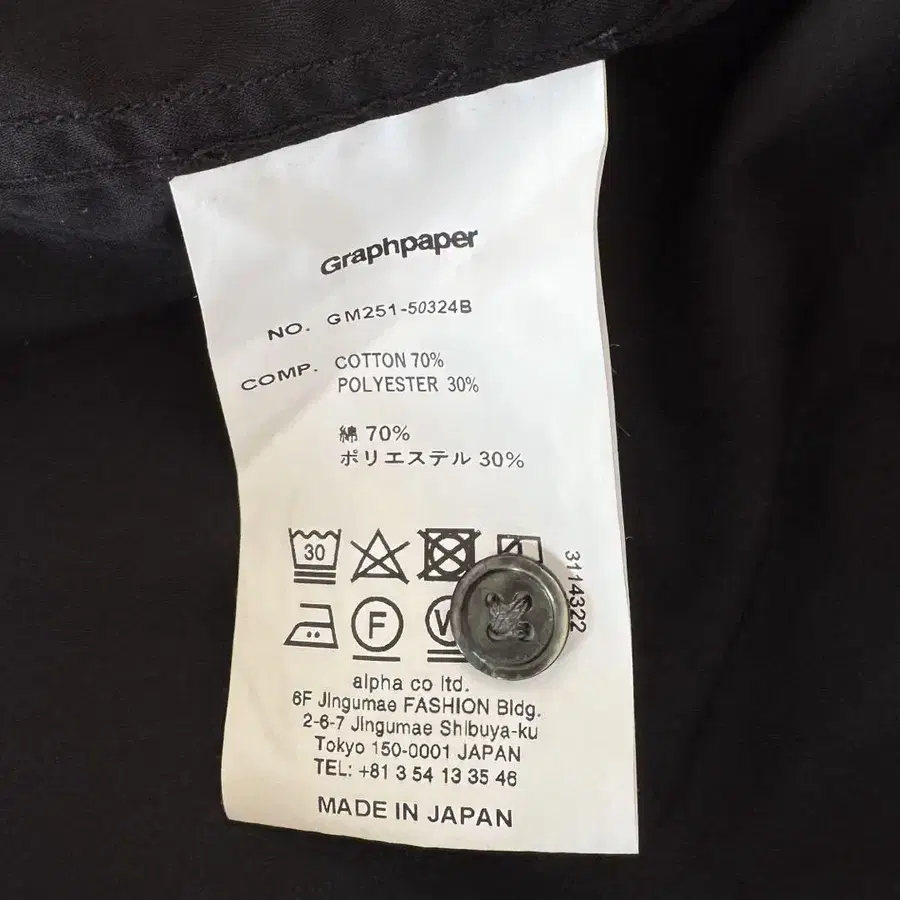 Graphpaper
NO. GM251-50324B
COMP. COTTON 70%
POLYESTER 30%
綿 70%
ポリエステル 30%
30
F
W
3114322
alpha co ltd.
6F Jingumae FASHION Bldg.
2-6-7 Jingumae Shibuya-ku
Tokyo 150-0001 JAPAN
TEL: +81 3 54 13 35 46
MADE IN JAPAN